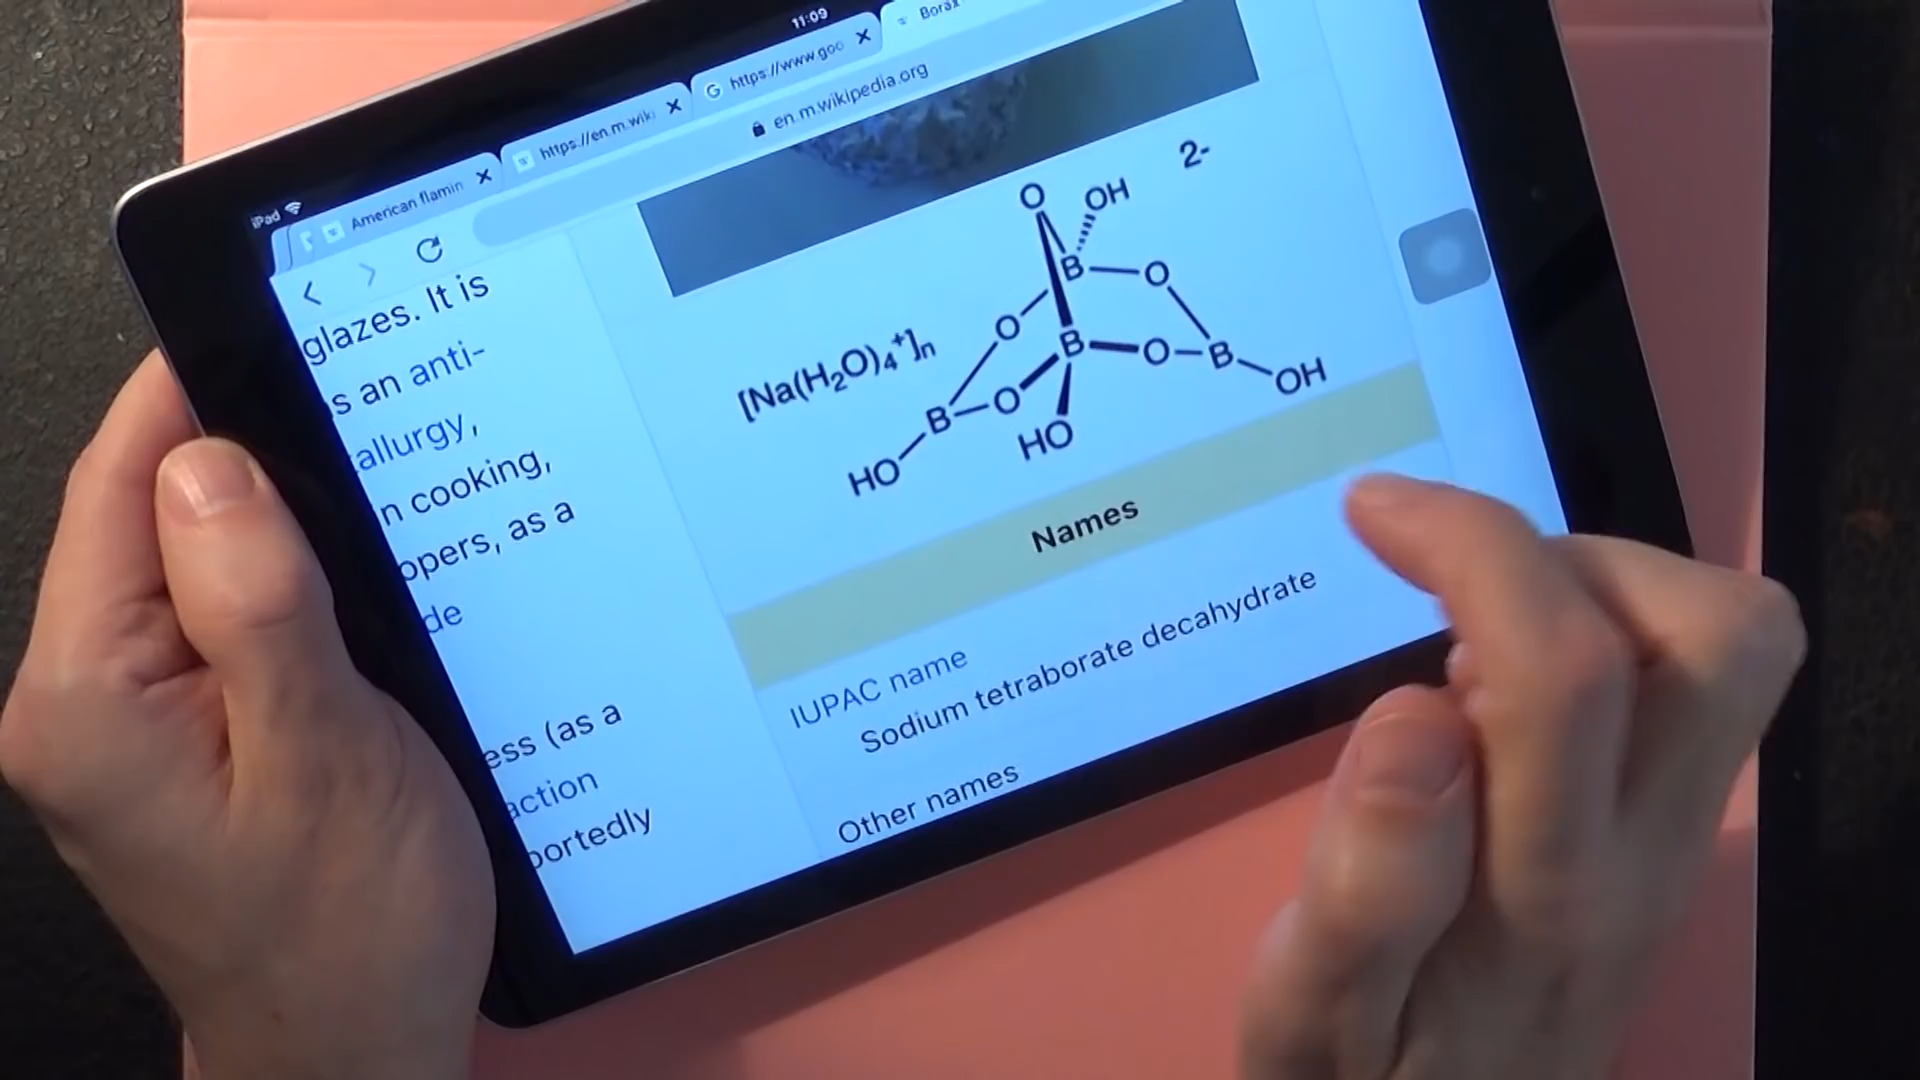 11:09
iPad
American flamin
https://en.m.wiki
https://www.goo
Borax
en.m.wikipedia.org
glazes. It is
s an anti-
allurgy,
n cooking,
opers, as a
de
ess (as a
action
portedly
2-
O
OH
B
O
O
[Na(H₂O)₄⁺]n
B
O
B
OH
B
O
HO
HO
Names
IUPAC name
Sodium tetraborate decahydrate
Other names